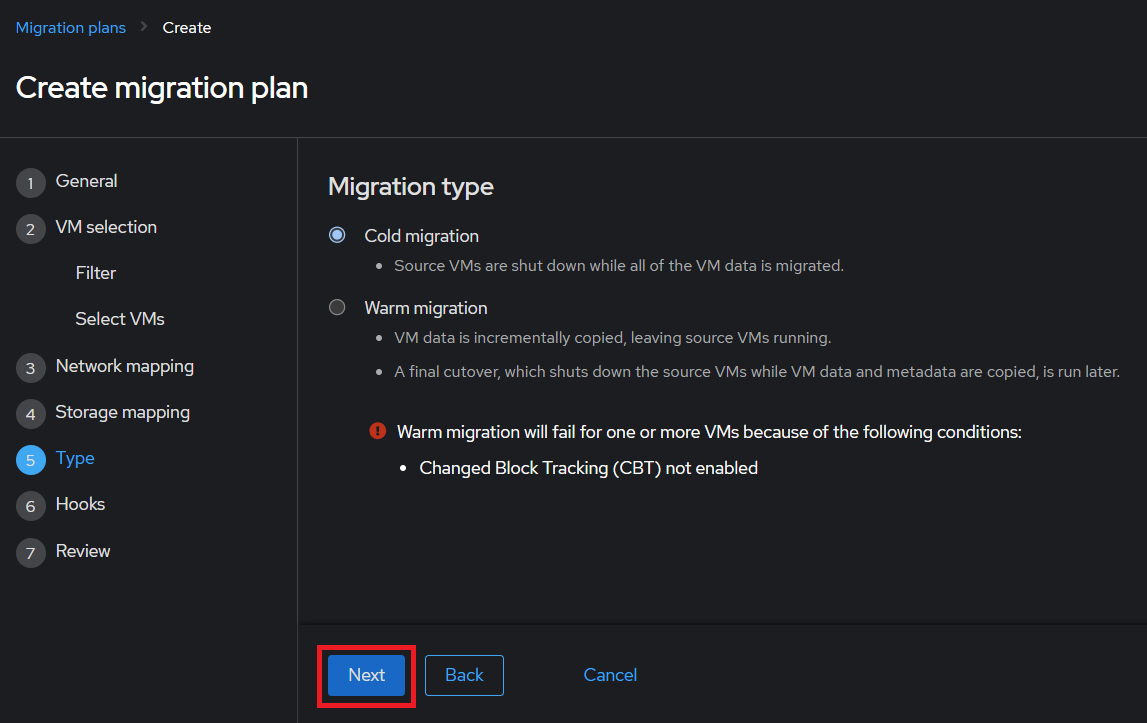 Migration plans > Create
Create migration plan
1 General
2 VM selection
Filter
Select VMs
3 Network mapping
4 Storage mapping
5 Type
6 Hooks
7 Review
Migration type
Cold migration
• Source VMs are shut down while all of the VM data is migrated.
Warm migration
• VM data is incrementally copied, leaving source VMs running.
• A final cutover, which shuts down the source VMs while VM data and metadata are copied, is run later.
! Warm migration will fail for one or more VMs because of the following conditions:
• Changed Block Tracking (CBT) not enabled
Next Back Cancel